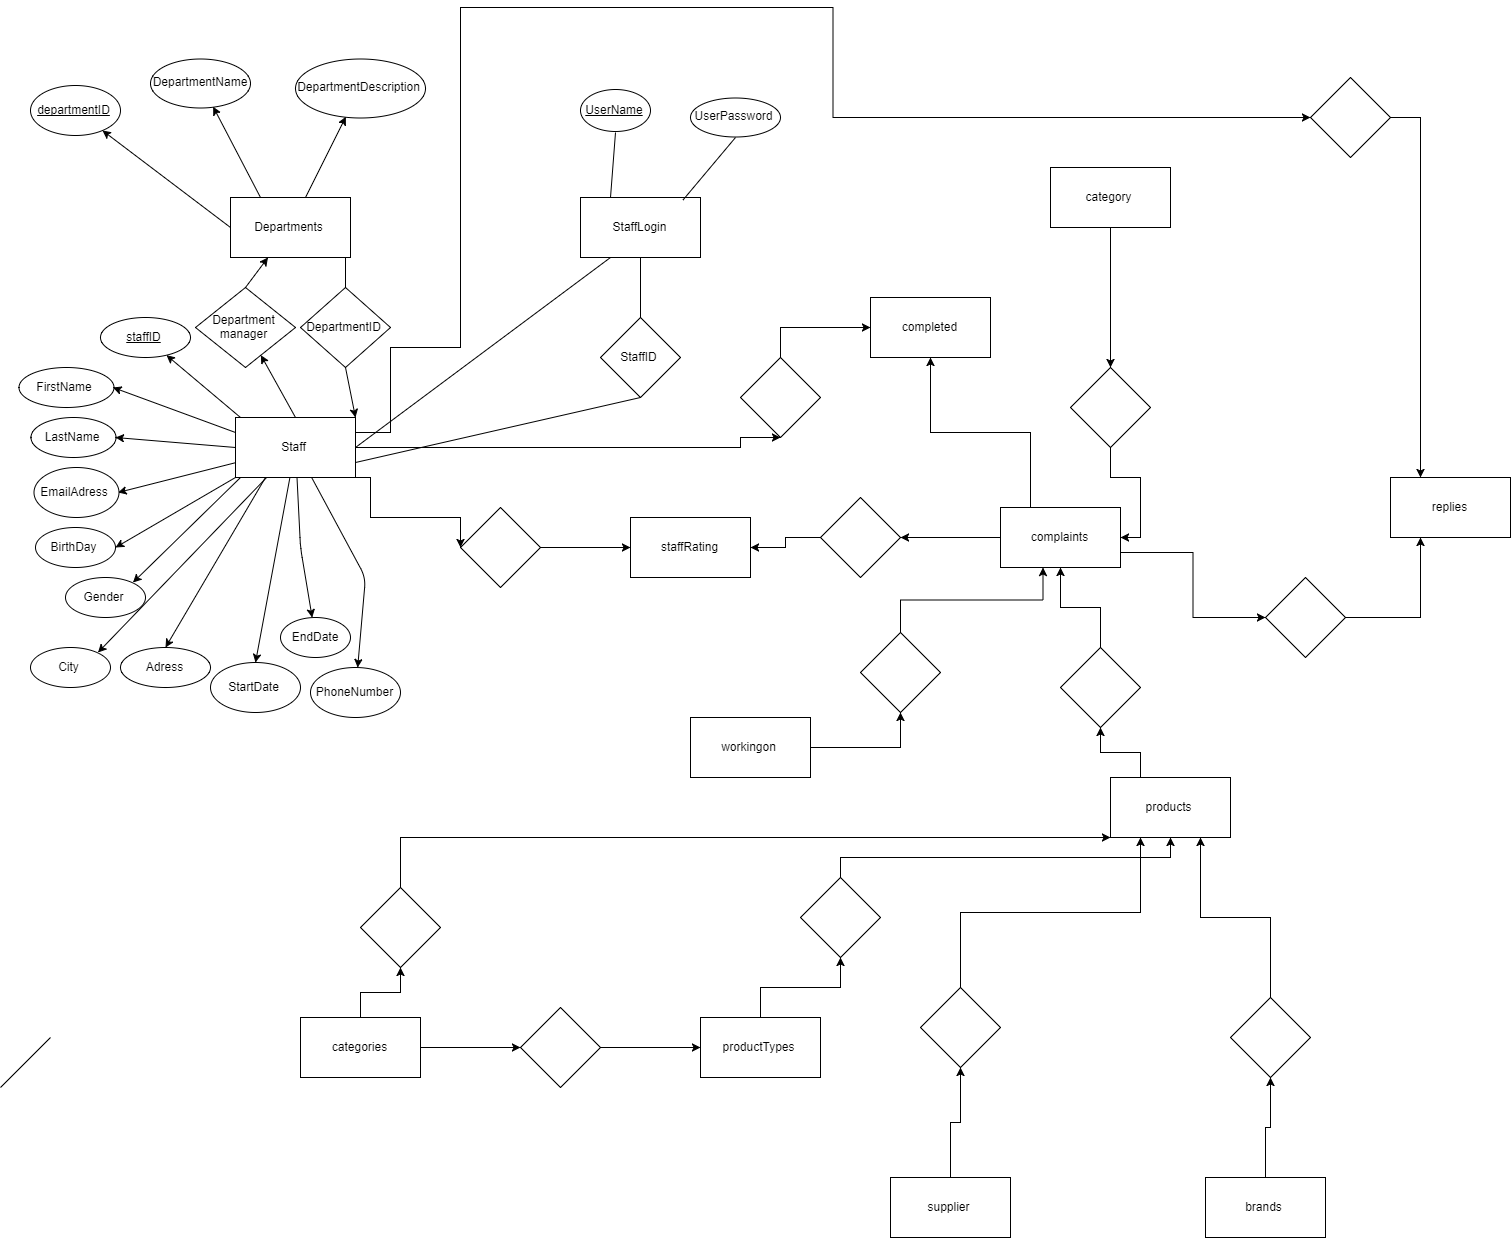 departmentID
DepartmentName
DepartmentDescription
UserName
UserPassword
Departments
StaffLogin
category
Department
manager
DepartmentID
completed
staffID
StaffID
FirstName
LastName
Staff
EmailAdress
BirthDay
Gender
staffRating
complaints
replies
City
Adress
StartDate
EndDate
PhoneNumber
workingon
products
categories
productTypes
supplier
brands